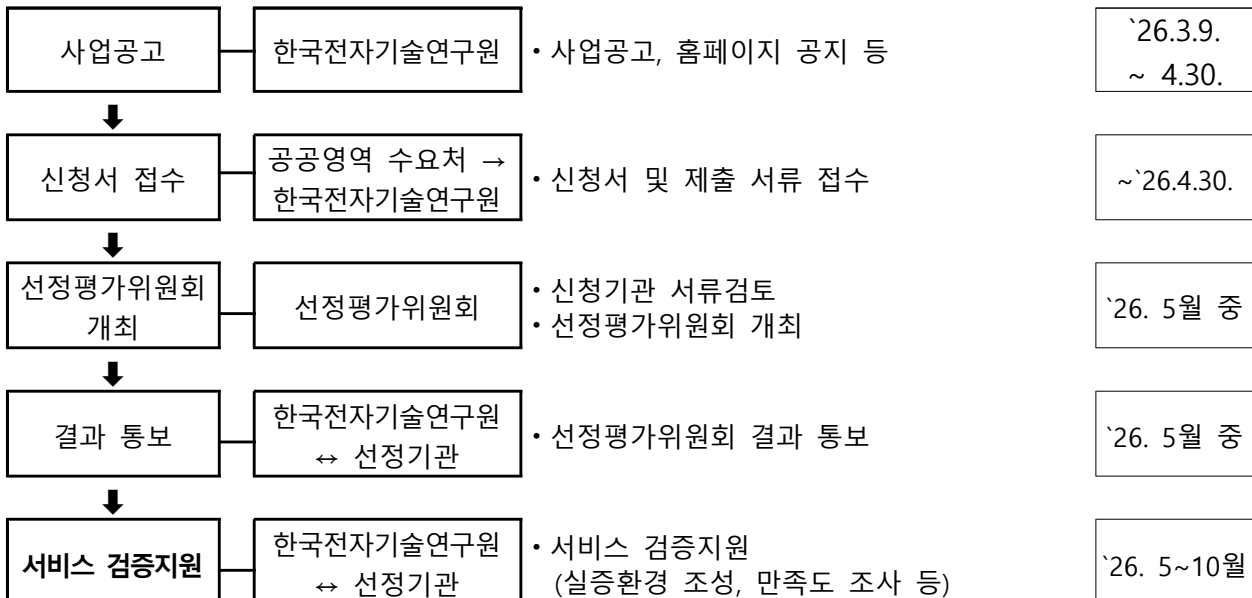 사업공고
한국전자기술연구원
・사업공고, 홈페이지 공지 등
`26.3.9.
~ 4.30.
신청서 접수
공공영역 수요처 →
한국전자기술연구원
・신청서 및 제출 서류 접수
~`26.4.30.
선정평가위원회
개최
선정평가위원회
・신청기관 서류검토
・선정평가위원회 개최
`26. 5월 중
결과 통보
한국전자기술연구원
↔ 선정기관
・선정평가위원회 결과 통보
`26. 5월 중
서비스 검증지원
한국전자기술연구원
↔ 선정기관
・서비스 검증지원
(실증환경 조성, 만족도 조사 등)
`26. 5~10월